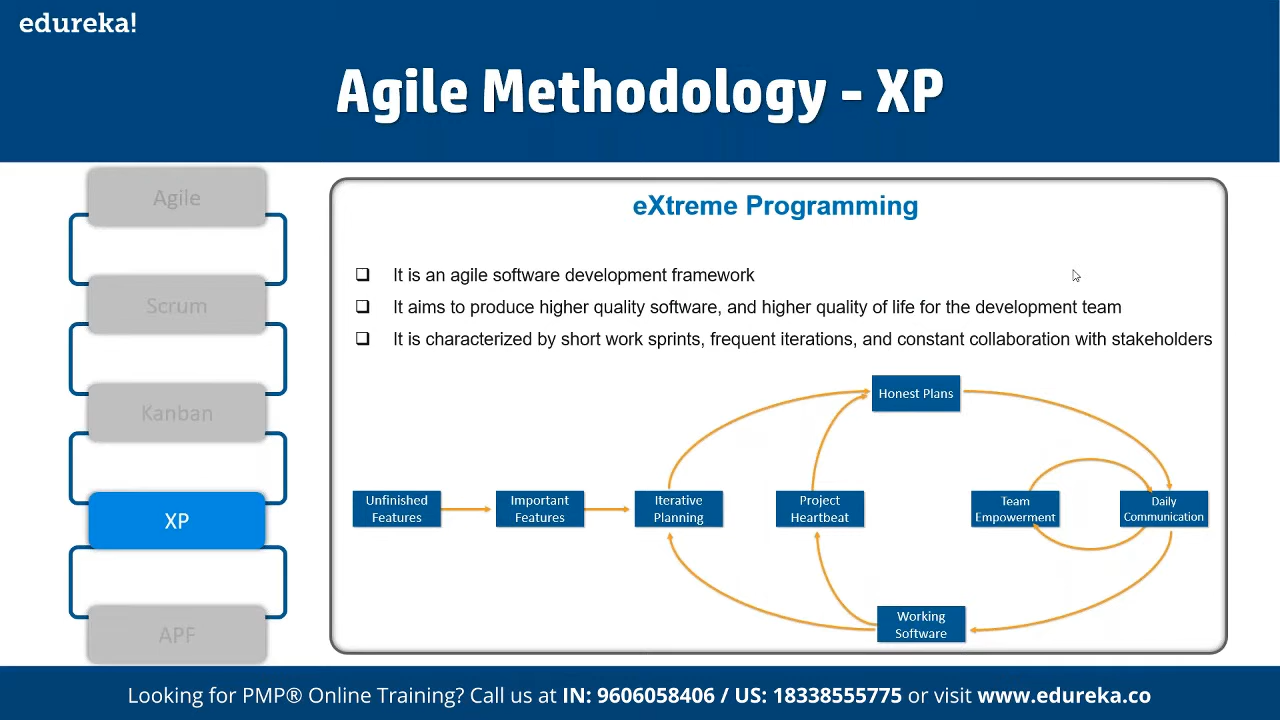 edureka!
Agile Methodology - XP
Agile
Scrum
Kanban
XP
APF
eXtreme Programming
It is an agile software development framework
It aims to produce higher quality software, and higher quality of life for the development team
It is characterized by short work sprints, frequent iterations, and constant collaboration with stakeholders
Honest Plans
Unfinished
Features
Important
Features
Iterative
Planning
Project
Heartbeat
Team
Empowerment
Daily
Communication
Working
Software
Looking for PMP® Online Training? Call us at IN: 9606058406 / US: 18338555775 or visit www.edureka.co